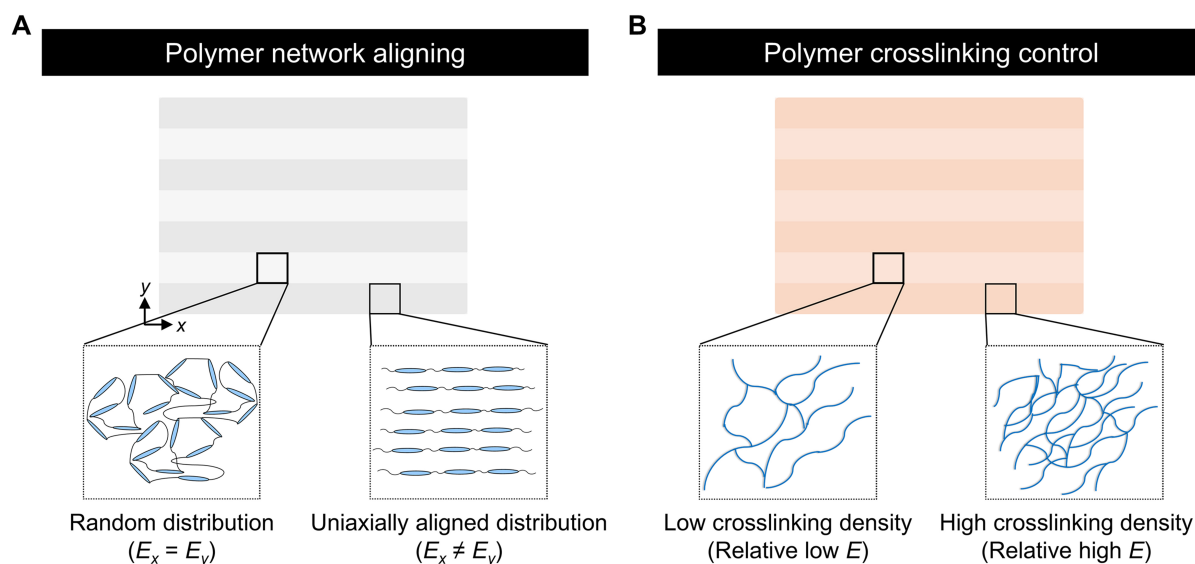 A
Polymer network aligning
y
x
Random distribution
(Ex = Ey)
Uniaxially aligned distribution
(Ex ≠ Ey)
B
Polymer crosslinking control
Low crosslinking density
(Relative low E)
High crosslinking density
(Relative high E)